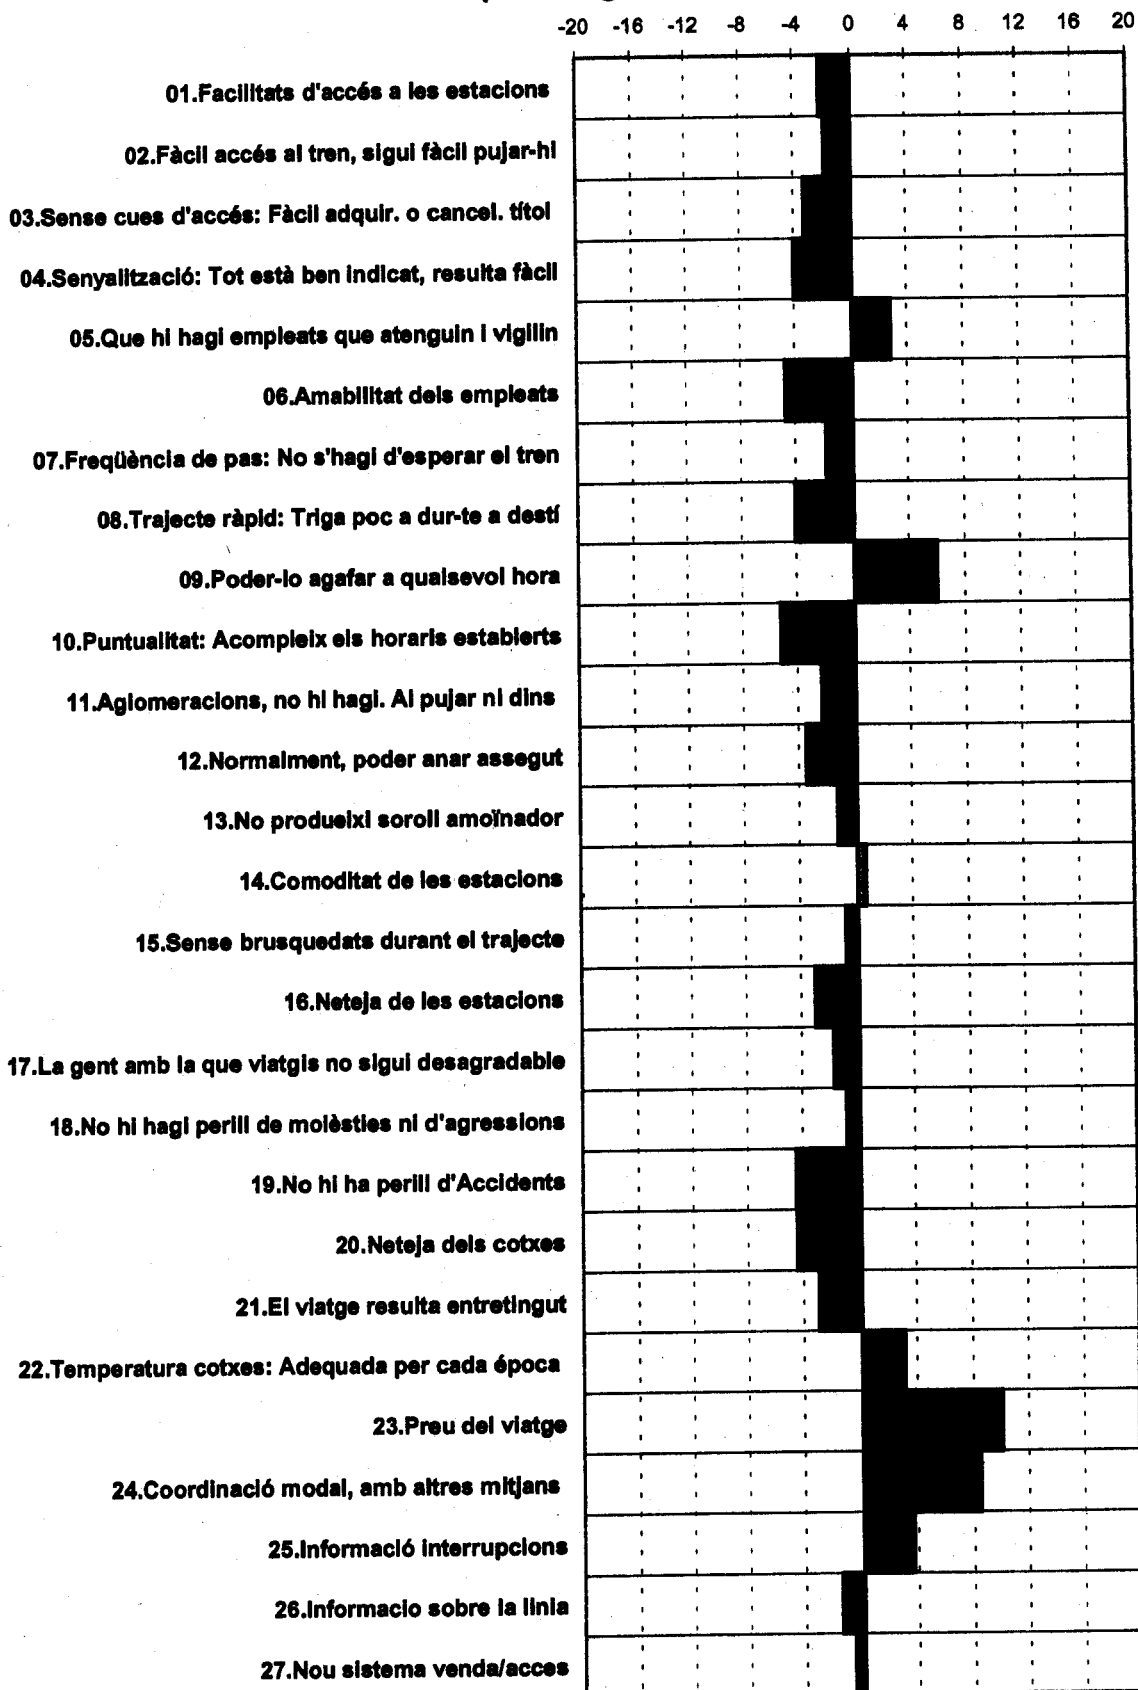 -20 -16 -12 -8 -4 0 4 8 12 16 20
01.Facilitats d'accés a les estacions
02.Fàcil accés al tren, sigui fàcil pujar-hi
03.Sense cues d'accés: Fàcil adquir. o cancel. títol
04.Senyalització: Tot està ben indicat, resulta fàcil
05.Que hi hagi empleats que atenguin i vigilin
06.Amabilitat dels empleats
07.Freqüència de pas: No s'hagi d'esperar el tren
08.Trajecte ràpid: Triga poc a dur-te a destí
09.Poder-lo agafar a qualsevol hora
10.Puntualitat: Acompleix els horaris establerts
11.Aglomeracions, no hi hagi. Al pujar ni dins
12.Normalment, poder anar assegut
13.No produeixi soroll amoïnador
14.Comoditat de les estacions
15.Sense brusquedats durant el trajecte
16.Neteja de les estacions
17.La gent amb la que viatgis no sigui desagradable
18.No hi hagi perill de molèsties ni d'agressions
19.No hi ha perill d'Accidents
20.Neteja dels cotxes
21.El viatge resulta entretingut
22.Temperatura cotxes: Adequada per cada época
23.Preu del viatge
24.Coordinació modal, amb altres mitjans
25.Informació interrupcions
26.Informacio sobre la linia
27.Nou sistema venda/acces